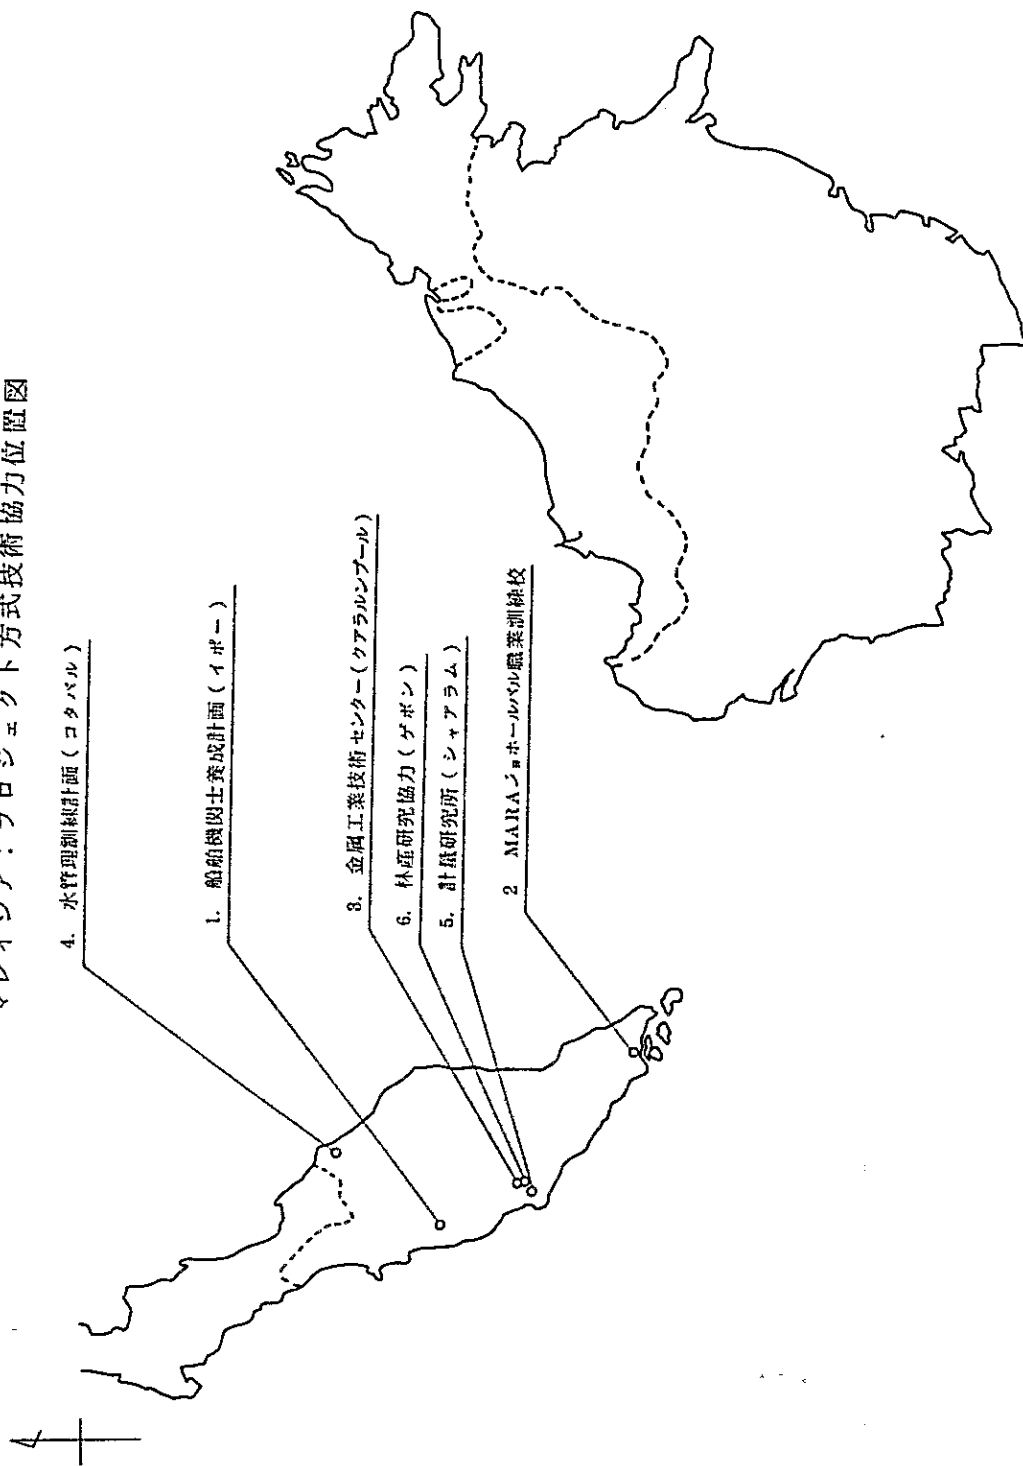 マレイシア：プロジェクト方式技術協力位置図
4. 水管理訓練計画（コタバル）
1. 船舶機関士養成計画（イポー）
3. 金属工業技術センター（クアラルンプール）
6. 林産研究協力（ケポン）
5. 計量研究所（シャアラム）
2 MARAジョホールバル職業訓練校